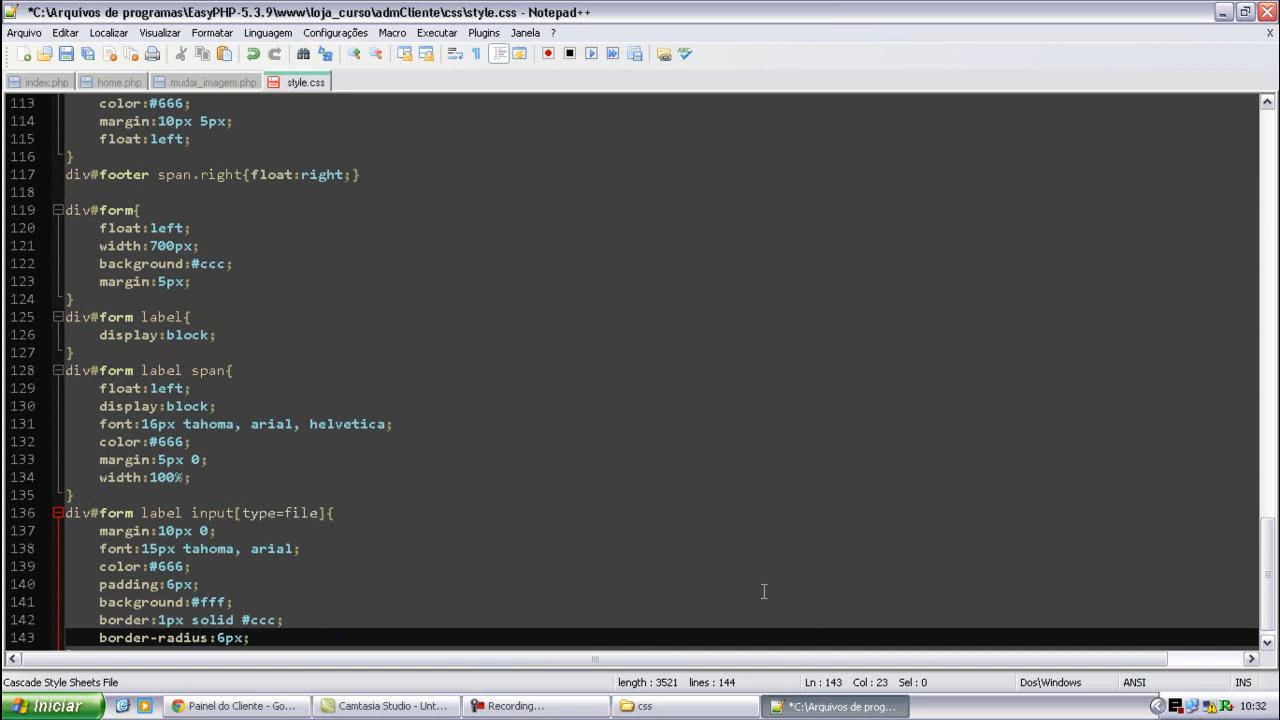 *C:\Arquivos de programas\EasyPHP-5.3.9\www\loja_curso\admCliente\css\style.css - Notepad++
Arquivo Editar Localizar Visualizar Formatar Linguagem Configurações Macro Executar Plugins Janela ? X
index.php home.php mudar_imagem.php style.css
113 color:#666;
114 margin:10px 5px;
115 float:left;
116 }
117 div#footer span.right{float:right;}
118
119 div#form{
120 float:left;
121 width:700px;
122 background:#ccc;
123 margin:5px;
124 }
125 div#form label{
126 display:block;
127 }
128 div#form label span{
129 float:left;
130 display:block;
131 font:16px tahoma, arial, helvetica;
132 color:#666;
133 margin:5px 0;
134 width:100%;
135 }
136 div#form label input[type=file]{
137 margin:10px 0;
138 font:15px tahoma, arial;
139 color:#666;
140 padding:6px;
141 background:#fff;
142 border:1px solid #ccc;
143 border-radius:6px;
Cascade Style Sheets File length : 3521 lines : 144 Ln : 143 Col : 23 Sel : 0 Dos\Windows ANSI INS
Iniciar Painel do Cliente - Go... Camtasia Studio - Unt... Recording... css *C:\Arquivos de prog... 10:32